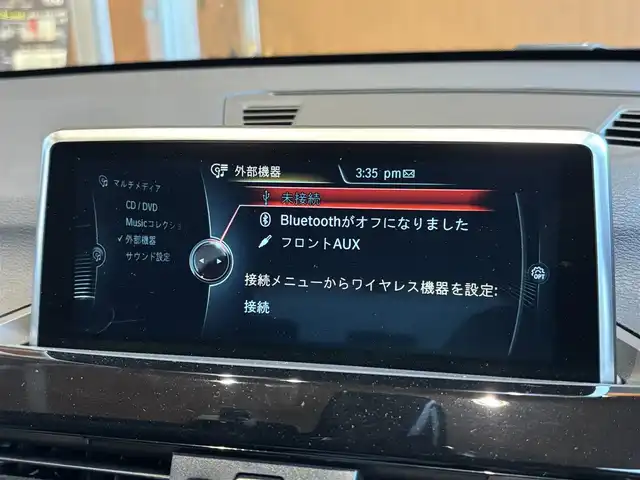 外部機器
3:35 pm
マルチメディア
CD/DVD
Musicコレクショ
外部機器
サウンド設定
未接続
Bluetoothがオフになりました
フロントAUX
接続メニューからワイヤレス機器を設定:
接続
OPT